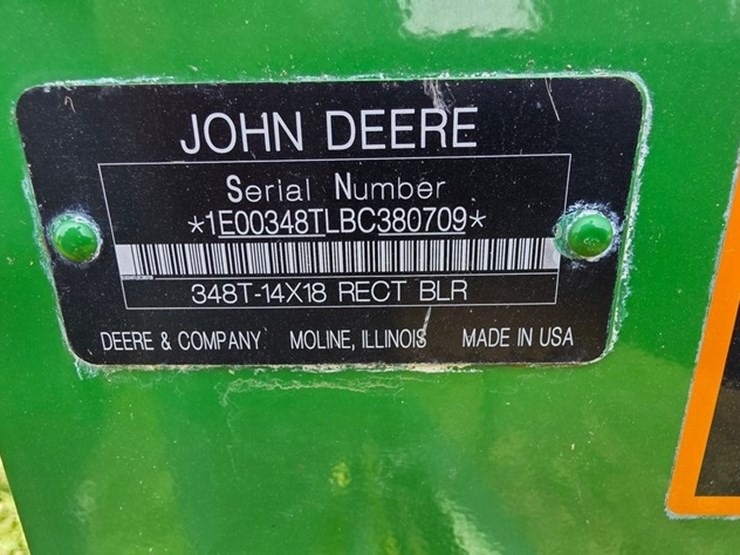 JOHN DEERE
Serial Number
*1E00348TLBC380709*
348T-14X18 RECT BLR
DEERE & COMPANY MOLINE, ILLINOIS MADE IN USA